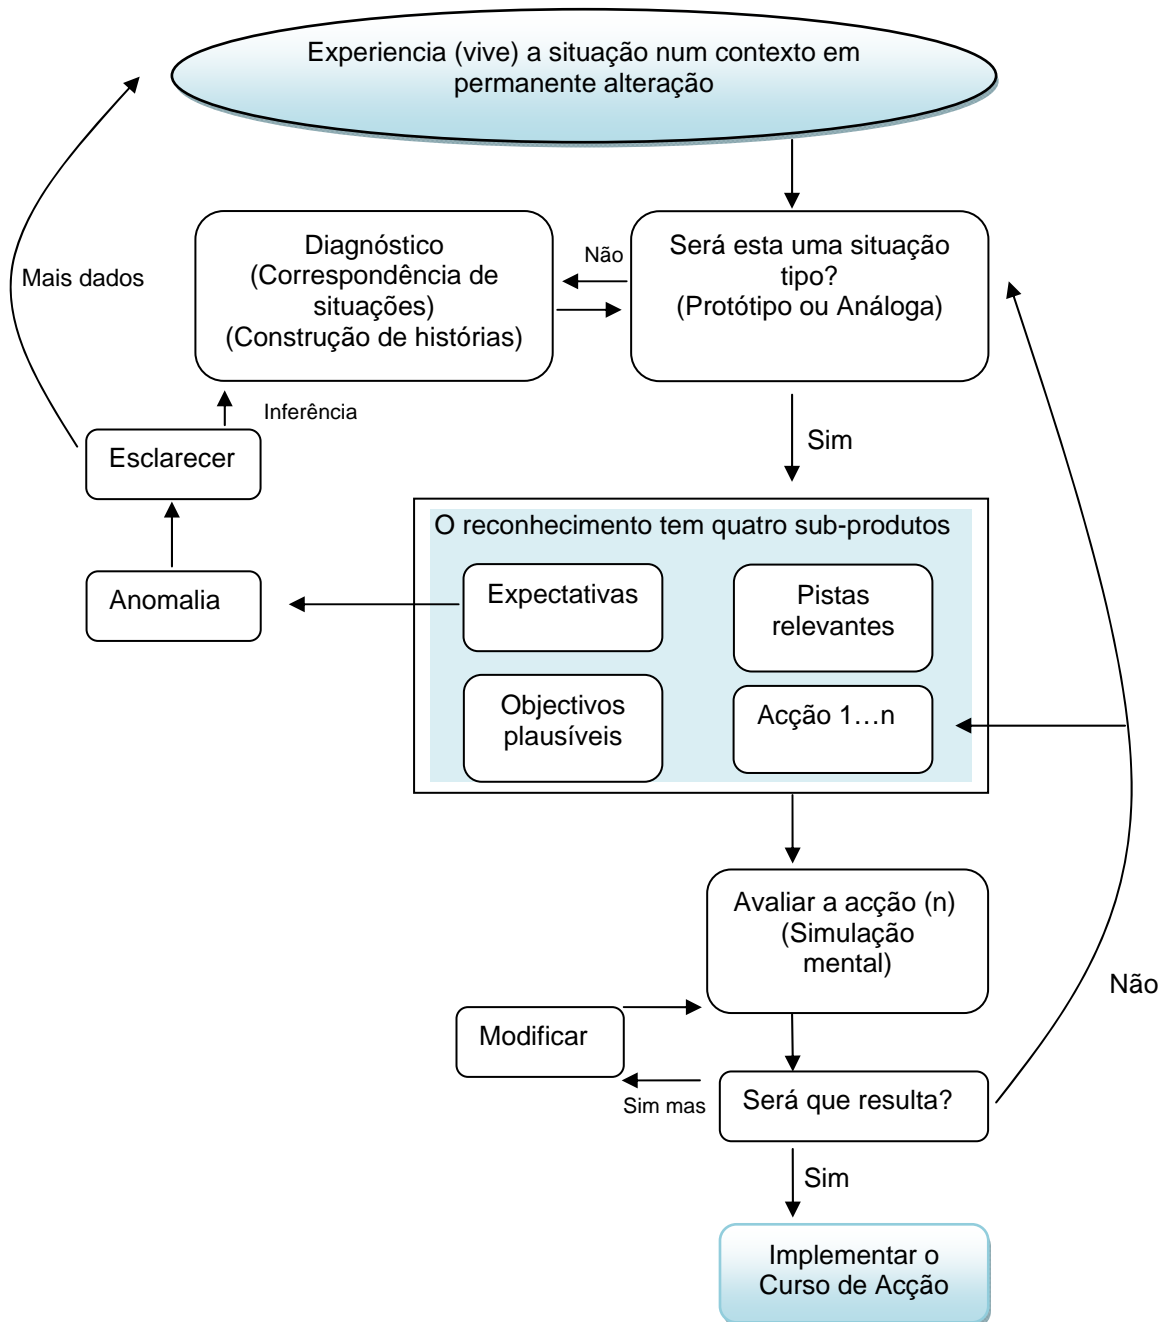 Experiencia (vive) a situação num contexto em
permanente alteração
Diagnóstico
(Correspondência de
situações)
(Construção de histórias)
Não
Será esta uma situação
tipo?
(Protótipo ou Análoga)
Mais dados
Inferência
Esclarecer
Sim
O reconhecimento tem quatro sub-produtos
Anomalia
Expectativas
Pistas
relevantes
Objectivos
plausíveis
Acção 1…n
Avaliar a acção (n)
(Simulação
mental)
Não
Modificar
Sim mas
Será que resulta?
Sim
Implementar o
Curso de Acção